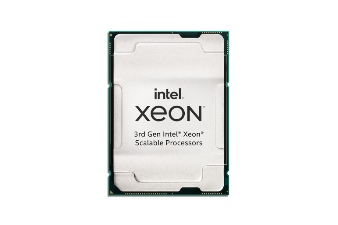 intel
xeon
3rd Gen Intel® Xeon®
Scalable Processors